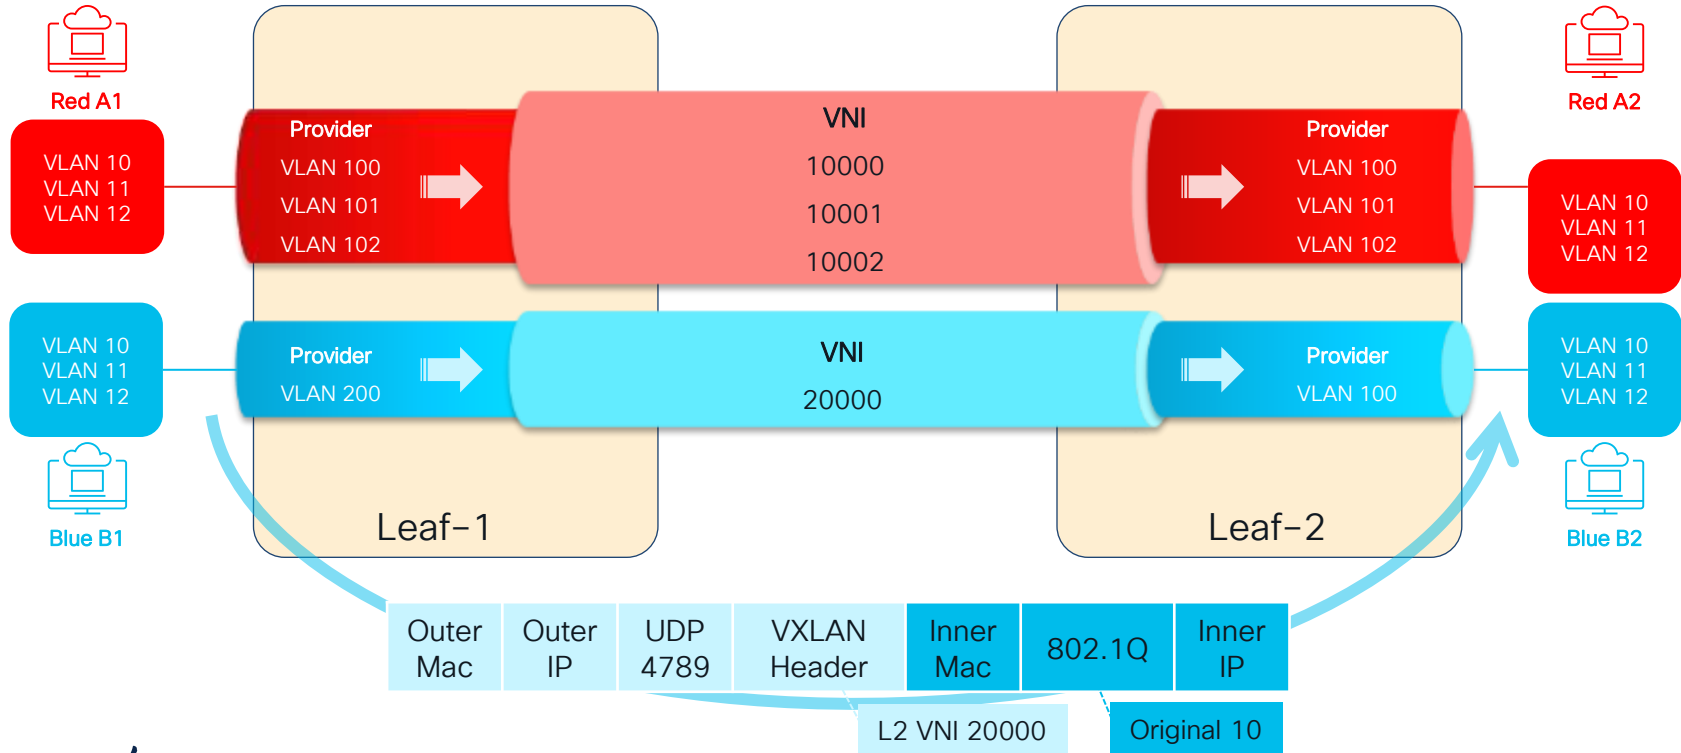 Red A1
VLAN 10
VLAN 11
VLAN 12
Provider
VLAN 100
VLAN 101
VLAN 102
VNI
10000
10001
10002
Provider
VLAN 100
VLAN 101
VLAN 102
Red A2
VLAN 10
VLAN 11
VLAN 12
VLAN 10
VLAN 11
VLAN 12
Blue B1
Provider
VLAN 200
VNI
20000
Provider
VLAN 100
VLAN 10
VLAN 11
VLAN 12
Blue B2
Leaf-1
Leaf-2
Outer
Mac
Outer
IP
UDP
4789
VXLAN
Header
Inner
Mac
802.1Q
Inner
IP
L2 VNI 20000
Original 10